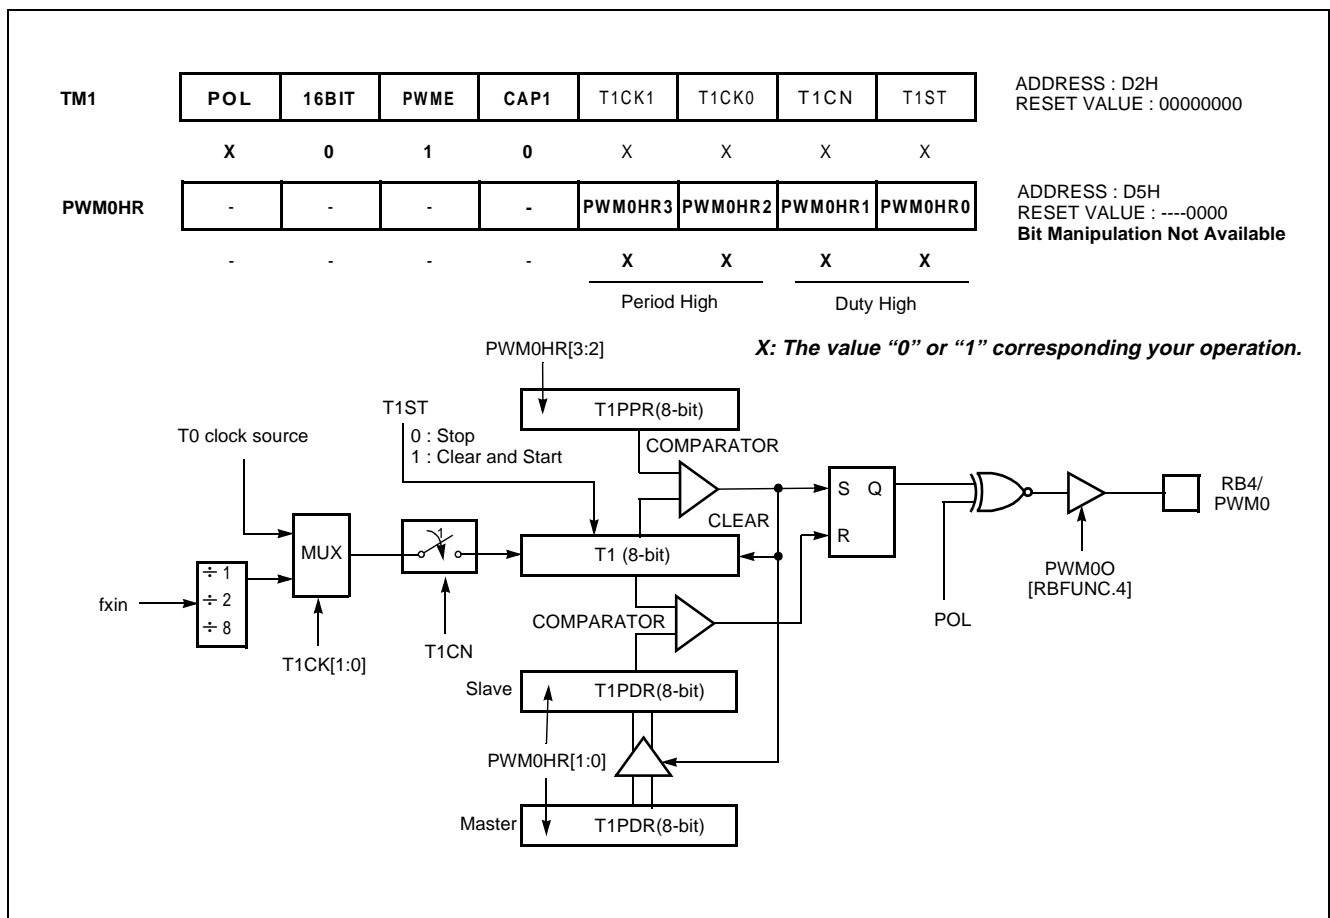 TM1 POL 16BIT PWME CAP1 T1CK1 T1CK0 T1CN T1ST ADDRESS : D2H
RESET VALUE : 00000000
X 0 1 0 X X X X
PWM0HR - - - - PWM0HR3 PWM0HR2 PWM0HR1 PWM0HR0 ADDRESS : D5H
RESET VALUE : ----0000
Bit Manipulation Not Available
- - - - X X X X
Period High Duty High
X: The value “0” or “1” corresponding your operation.
PWM0HR[3:2]
T1ST
0 : Stop
1 : Clear and Start
T1PPR(8-bit)
T0 clock source
COMPARATOR
S Q
R
RB4/
PWM0
CLEAR
MUX
1
T1 (8-bit)
÷ 1
÷ 2
÷ 8
fxin
PWM0O
[RBFUNC.4]
POL
COMPARATOR
T1CK[1:0]
T1CN
Slave
T1PDR(8-bit)
PWM0HR[1:0]
Master
T1PDR(8-bit)